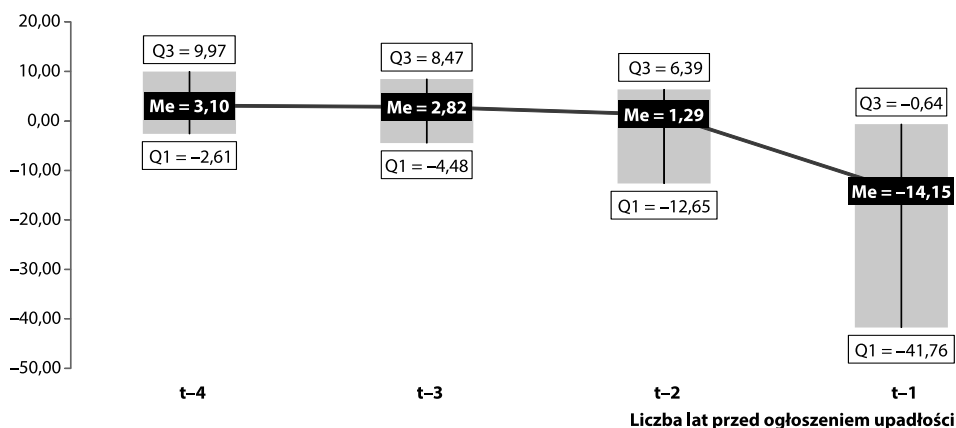 20,00
10,00
0,00
–10,00
–20,00
–30,00
–40,00
–50,00
Q3 = 9,97
Me = 3,10
Q1 = –2,61
Q3 = 8,47
Me = 2,82
Q1 = –4,48
Q3 = 6,39
Me = 1,29
Q1 = –12,65
Q3 = –0,64
Me = –14,15
Q1 = –41,76
t–4 t–3 t–2 t–1
Liczba lat przed ogłoszeniem upadłości